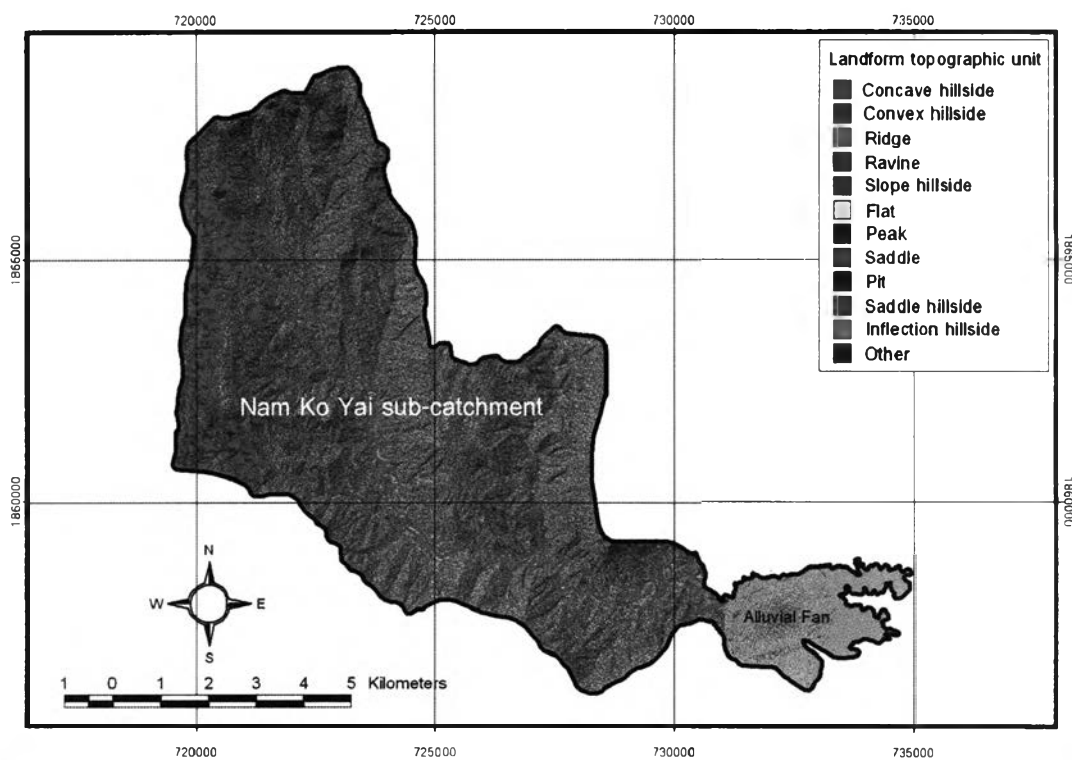 720000 725000 730000 735000
Landform topographic unit
Concave hillside
Convex hillside
Ridge
Ravine
Slope hillside
Flat
Peak
Saddle
Pit
Saddle hillside
Inflection hillside
Other
1865000 1865000
Nam Ko Yai sub-catchment
1860000 1860000
N
W E
S
Alluvial Fan
1 0 1 2 3 4 5 Kilometers
720000 725000 730000 735000